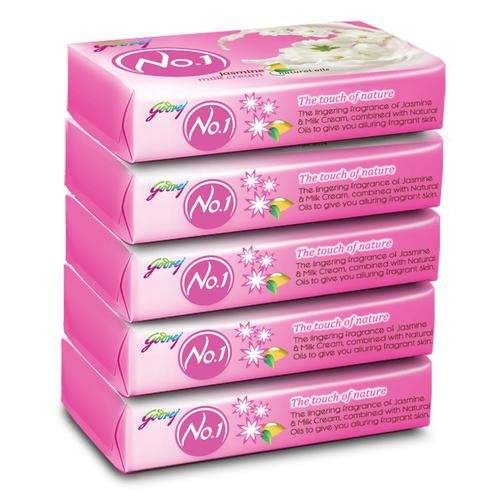 Godrej
No.1
jasmine
milk cream
natural oils
Godrej
No.1
The touch of nature
The lingering fragrance of Jasmine
& Milk Cream, combined with Natural
Oils to give you alluring fragrant skin.
Godrej
No.1
The touch of nature
The lingering fragrance of Jasmine
& Milk Cream, combined with Natural
Oils to give you alluring fragrant skin.
Godrej
No.1
The touch of nature
The lingering fragrance of Jasmine
& Milk Cream, combined with Natural
Oils to give you alluring fragrant skin.
Godrej
No.1
The touch of nature
The lingering fragrance of Jasmine
& Milk Cream, combined with Natural
Oils to give you alluring fragrant skin.
Godrej
No.1
The touch of nature
The lingering fragrance of Jasmine
& Milk Cream, combined with Natural
Oils to give you alluring fragrant skin.